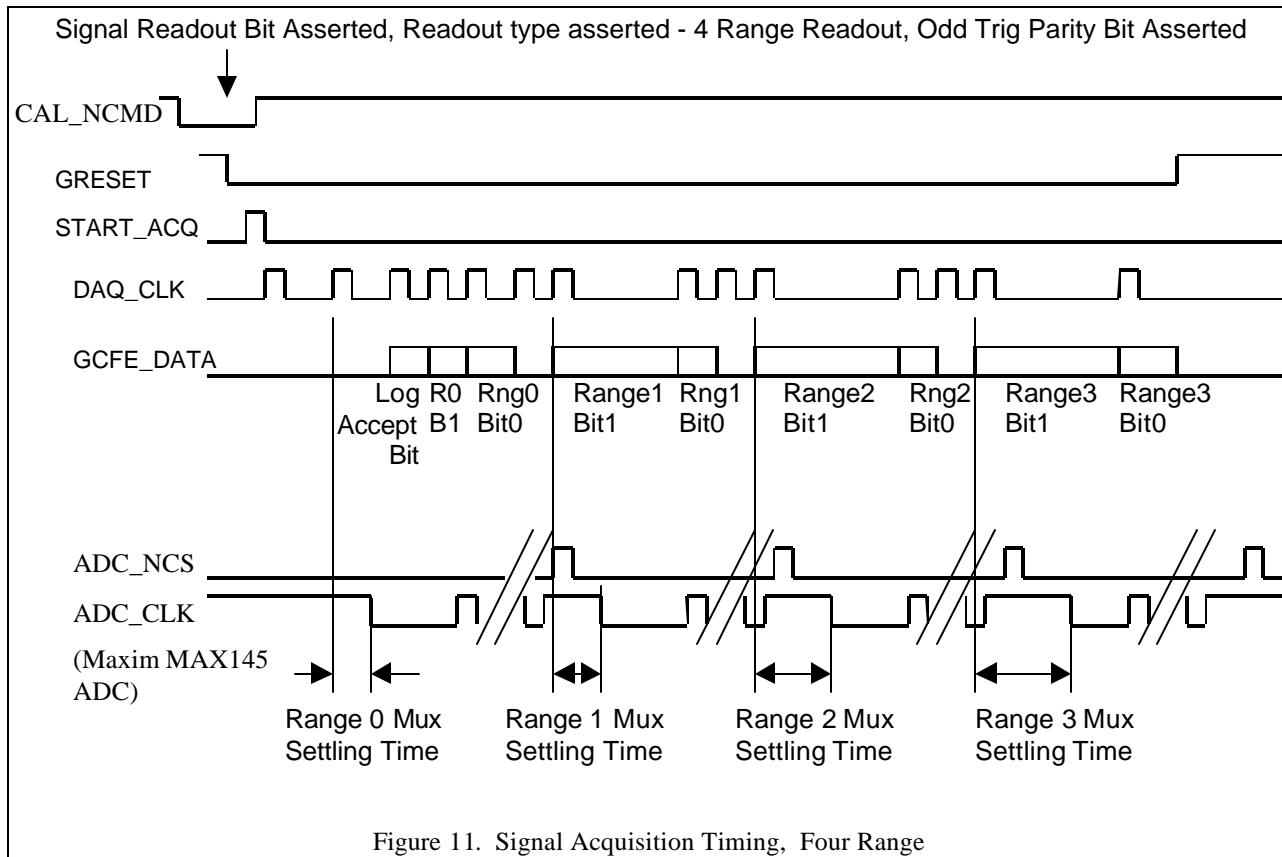 Signal Readout Bit Asserted, Readout type asserted - 4 Range Readout, Odd Trig Parity Bit Asserted
CAL_NCMD
GRESET
START_ACQ
DAQ_CLK
GCFE_DATA
Log R0 Rng0 Range1 Rng1 Range2 Rng2 Range3 Range3
Accept B1 Bit0 Bit1 Bit0 Bit1 Bit0 Bit1 Bit0
Bit
ADC_NCS
ADC_CLK
(Maxim MAX145
ADC)
Range 0 Mux Range 1 Mux Range 2 Mux Range 3 Mux
Settling Time Settling Time Settling Time Settling Time
Figure 11. Signal Acquisition Timing, Four Range